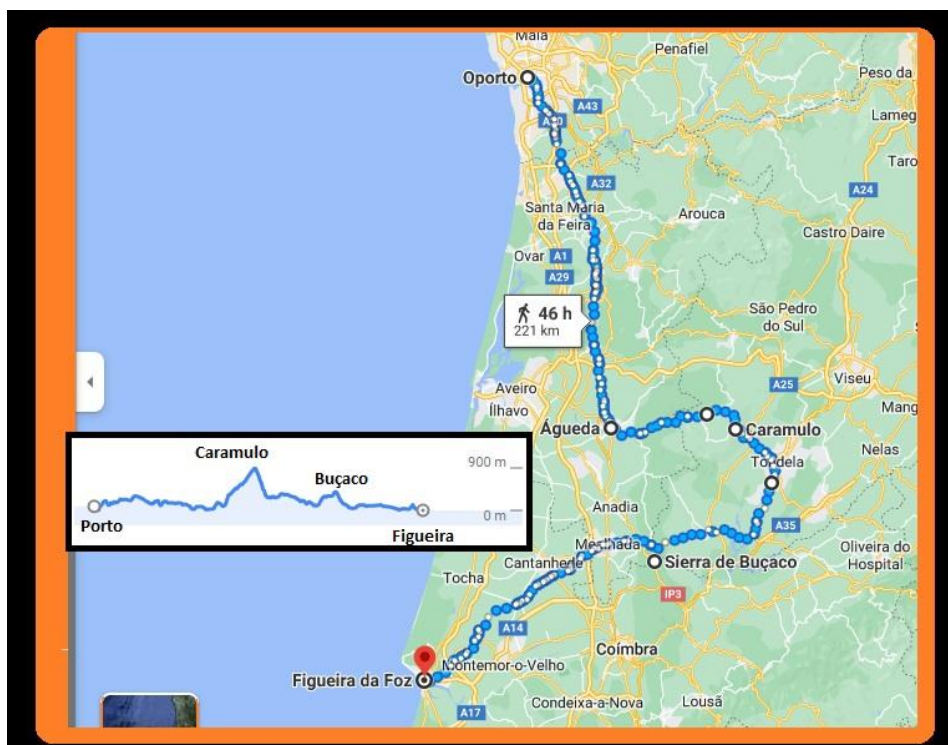 Maia
Penafiel
Oporto
Peso da
A43
Lameg
A32
Taro
A24
Santa Maria
da Feira
Arouca
Castro Daire
Ovar
A1
A29
46 h
221 km
São Pedro
do Sul
A25
Viseu
Aveiro
Ílhavo
Mang
Águeda
Caramulo
Nelas
Tondela
Caramulo
900 m
Buçaco
Anadia
0 m
A35
Porto
Figueira
Mealhada
Oliveira do
Hospital
Cantanhede
Sierra de Buçaco
Tocha
IP3
A14
Coímbra
Montemor-o-Velho
Figueira da Foz
Lousã
Condeixa-a-Nova
A17